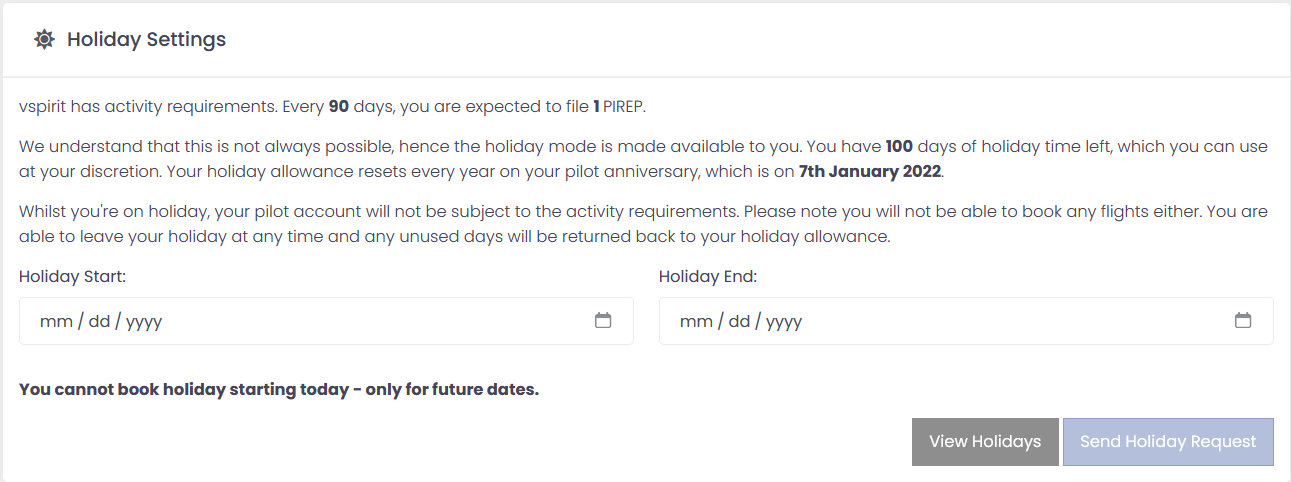 Holiday Settings
vspirit has activity requirements. Every 90 days, you are expected to file 1 PIREP.
We understand that this is not always possible, hence the holiday mode is made available to you. You have 100 days of holiday time left, which you can use
at your discretion. Your holiday allowance resets every year on your pilot anniversary, which is on 7th January 2022.
Whilst you're on holiday, your pilot account will not be subject to the activity requirements. Please note you will not be able to book any flights either. You are
able to leave your holiday at any time and any unused days will be returned back to your holiday allowance.
Holiday Start:
Holiday End:
mm / dd / yyyy
mm / dd / yyyy
You cannot book holiday starting today - only for future dates.
View Holidays
Send Holiday Request